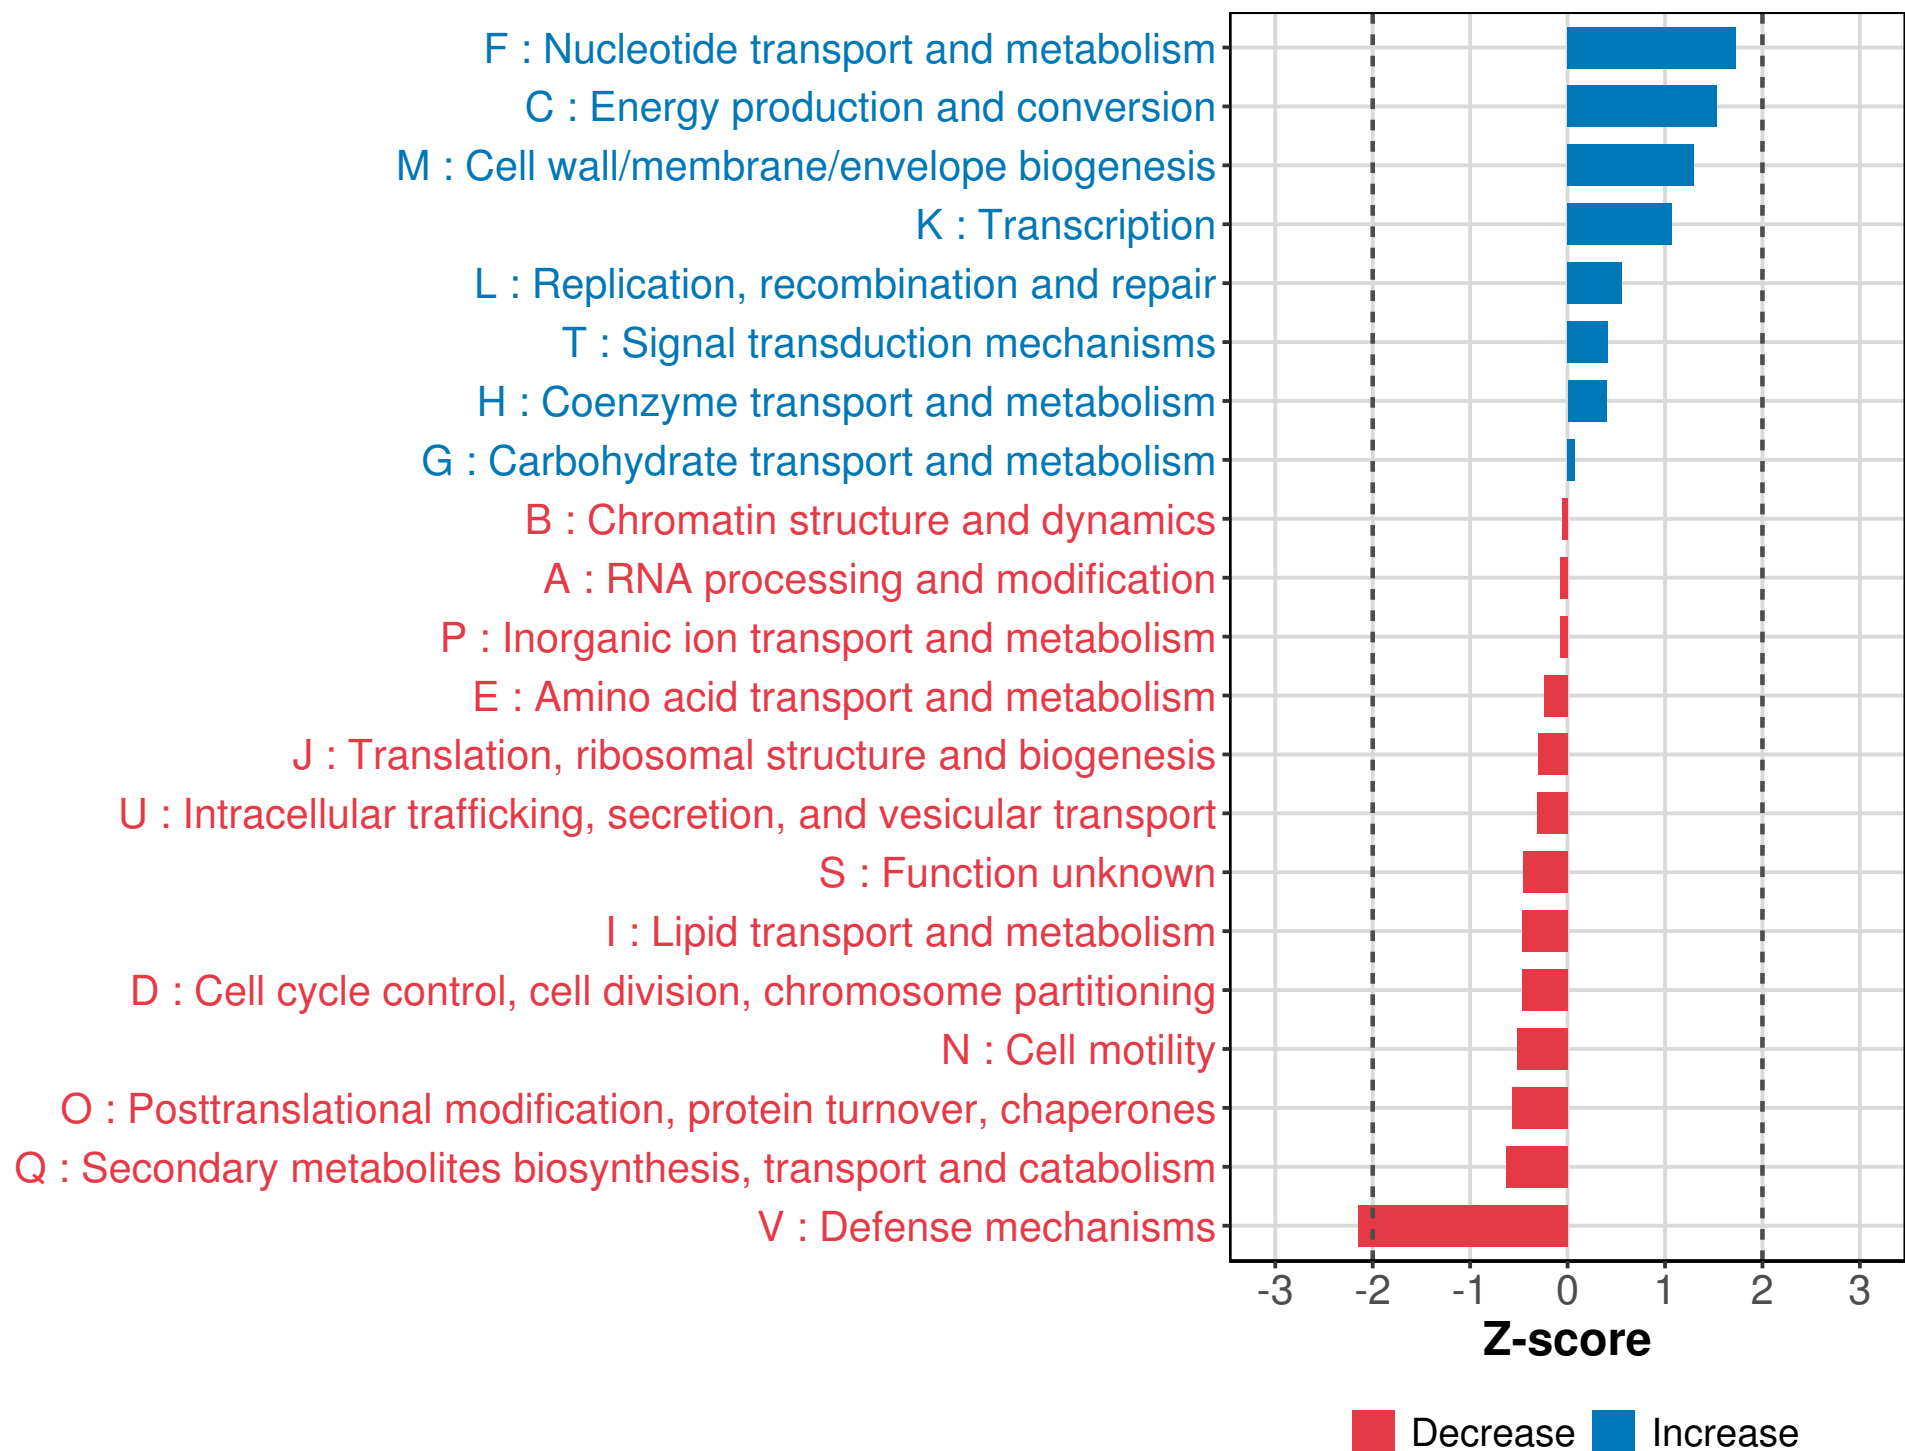 F : Nucleotide transport and metabolism
C : Energy production and conversion
M : Cell wall/membrane/envelope biogenesis
K : Transcription
L : Replication, recombination and repair
T : Signal transduction mechanisms
H : Coenzyme transport and metabolism
G : Carbohydrate transport and metabolism
B : Chromatin structure and dynamics
A : RNA processing and modification
P : Inorganic ion transport and metabolism
E : Amino acid transport and metabolism
J : Translation, ribosomal structure and biogenesis
U : Intracellular trafficking, secretion, and vesicular transport
S : Function unknown
I : Lipid transport and metabolism
D : Cell cycle control, cell division, chromosome partitioning
N : Cell motility
O : Posttranslational modification, protein turnover, chaperones
Q : Secondary metabolites biosynthesis, transport and catabolism
V : Defense mechanisms
-3 -2 -1 0 1 2 3
Z-score
Decrease Increase